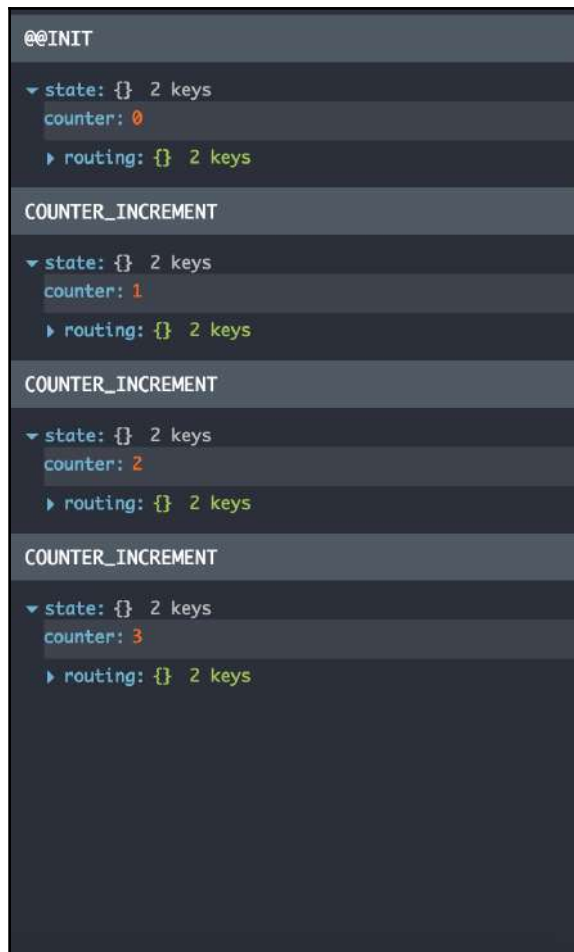 @@INIT
state: {} 2 keys
counter: 0
routing: {} 2 keys
COUNTER_INCREMENT
state: {} 2 keys
counter: 1
routing: {} 2 keys
COUNTER_INCREMENT
state: {} 2 keys
counter: 2
routing: {} 2 keys
COUNTER_INCREMENT
state: {} 2 keys
counter: 3
routing: {} 2 keys